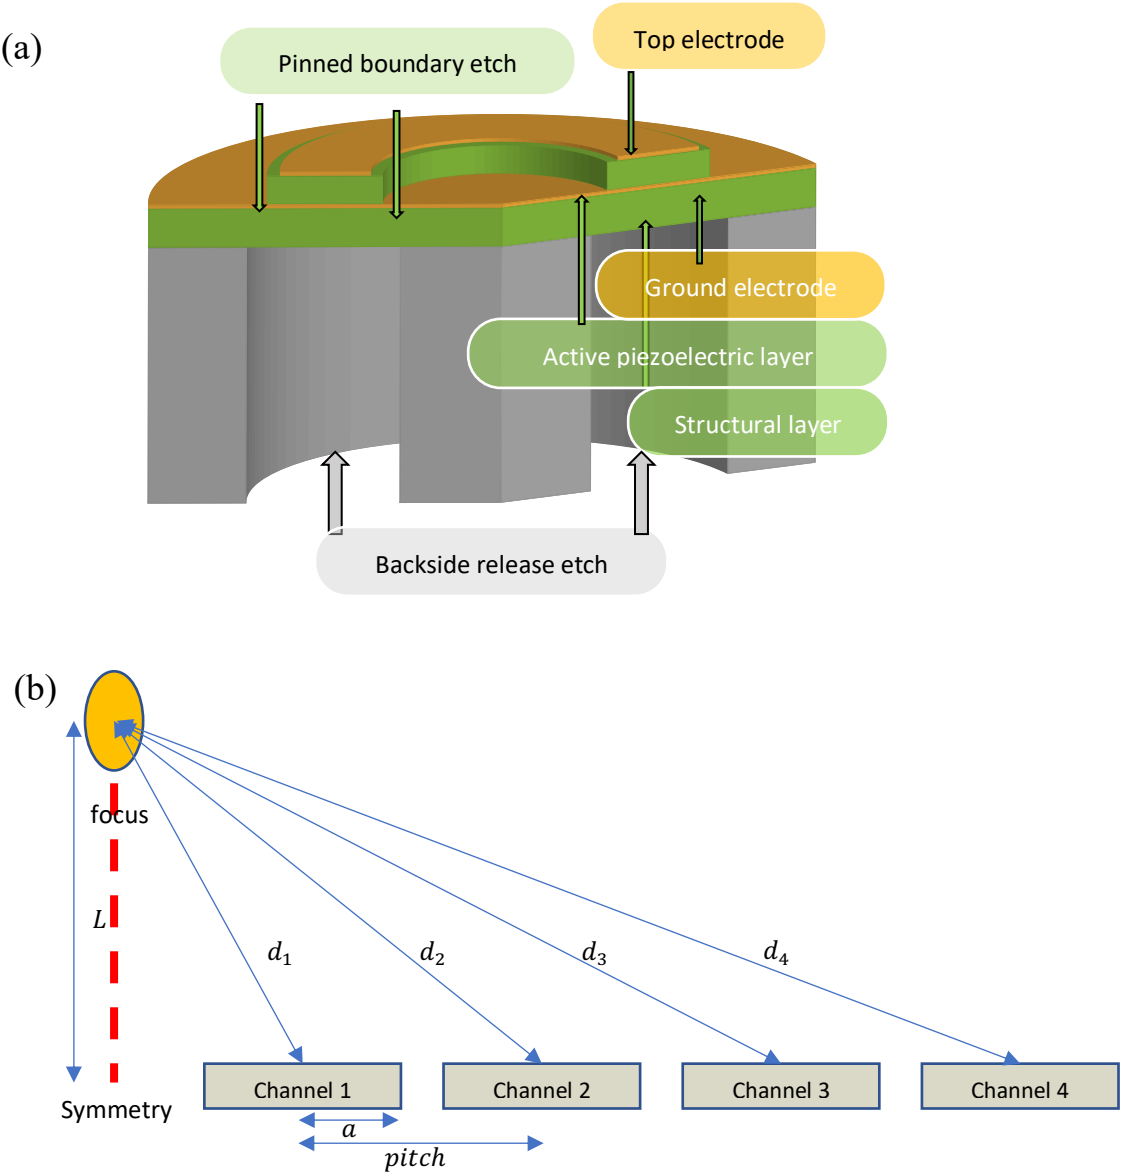 (a)
Top electrode
Pinned boundary etch
Ground electrode
Active piezoelectric layer
Structural layer
Backside release etch
(b)
focus
L
d₁
d₂
d₃
d₄
Channel 1
Channel 2
Channel 3
Channel 4
Symmetry
a
pitch